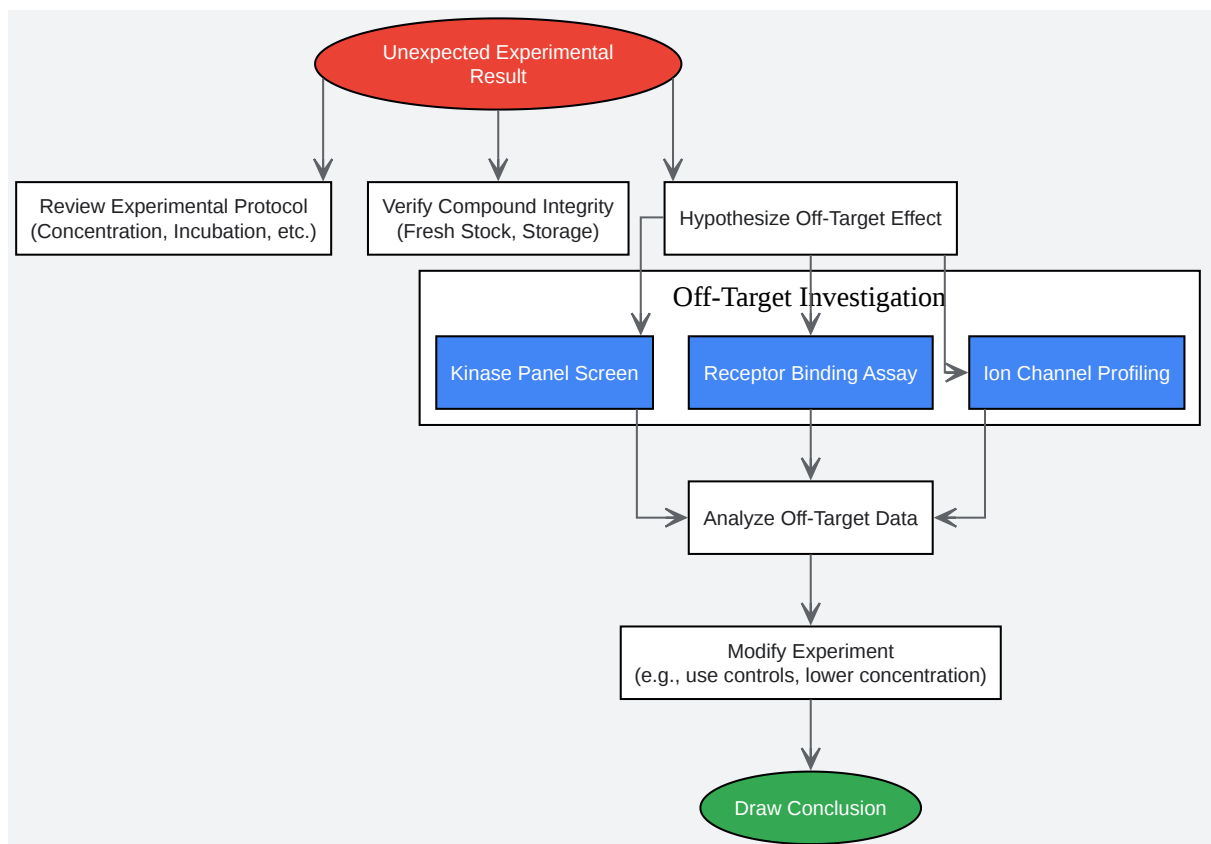 Unexpected Experimental
Result
Review Experimental Protocol
(Concentration, Incubation, etc.)
Verify Compound Integrity
(Fresh Stock, Storage)
Hypothesize Off-Target Effect
Off-Target Investigation
Kinase Panel Screen
Receptor Binding Assay
Ion Channel Profiling
Analyze Off-Target Data
Modify Experiment
(e.g., use controls, lower concentration)
Draw Conclusion